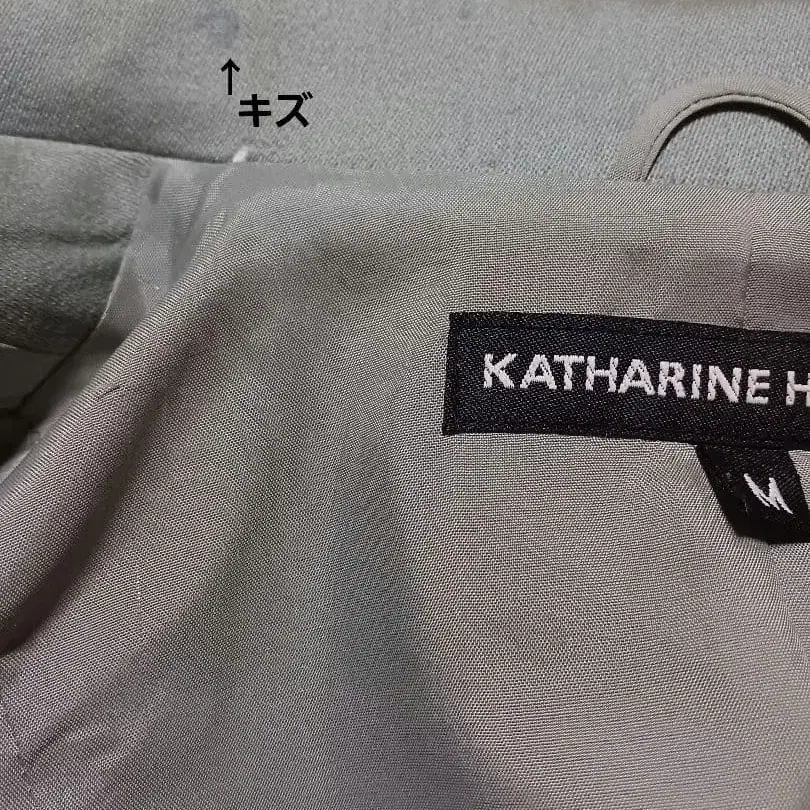 ↑
キズ
KATHARINE H
M